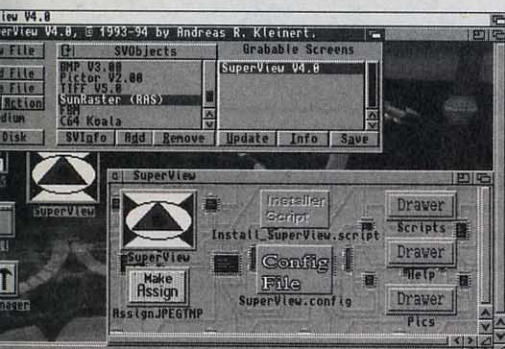 iew V4.0
perView V4.0, © 1993-94 by Andreas R. Kleinert.
w File
SVObjects
Grabable Screens
d File
e File
Action
dium
Disk
BMP V3.00
Pictor V2.00
TIFF V5.0
SunRaster (RAS)
FBM
C64 Koala
SuperView V4.0
SVInfo
Add
Remove
Update
Info
Save
SuperView
SuperView
SuperView
Make
Assign
AssignJPEGTMP
Installer
Script
Install_SuperView.script
Config
File
SuperView.config
Drawer
Scripts
Drawer
Help
Drawer
Pics
nager